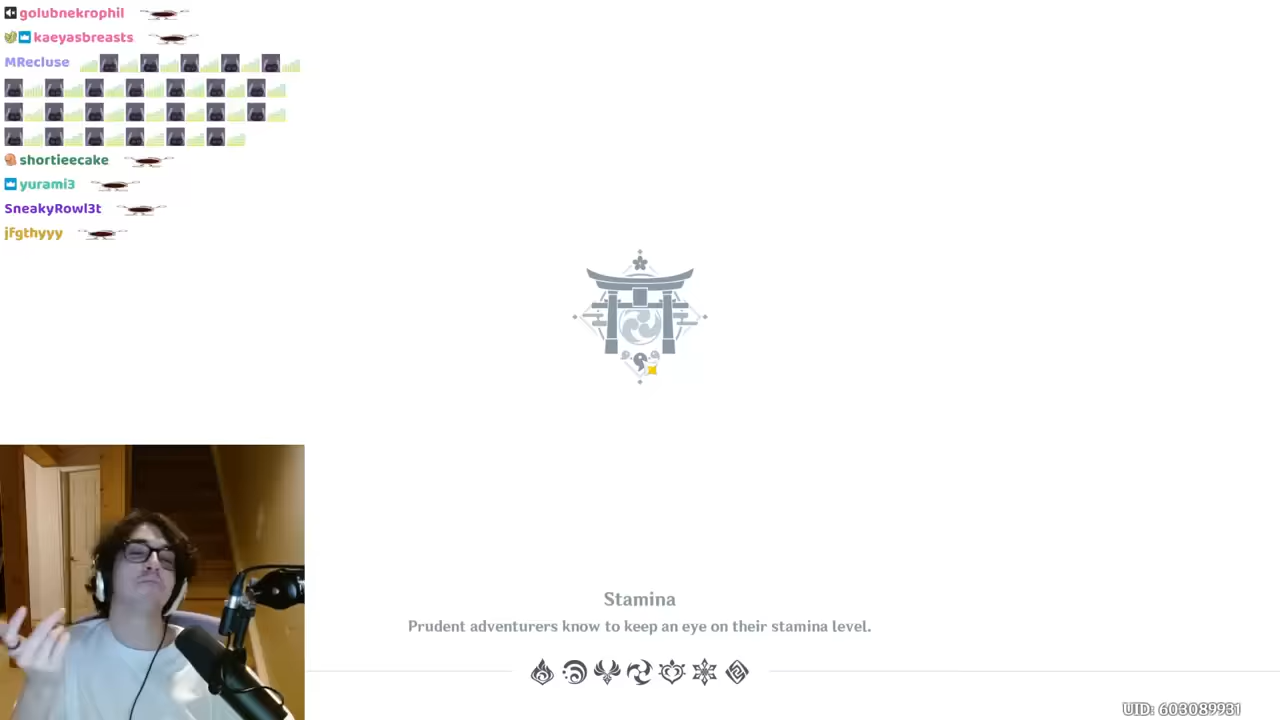 golubnekrophil
kaeyasbreasts
MRecluse
shortieecake
yurami3
SneakyRowl3t
jfgthyyy
Stamina
Prudent adventurers know to keep an eye on their stamina level.
UID: 603089931